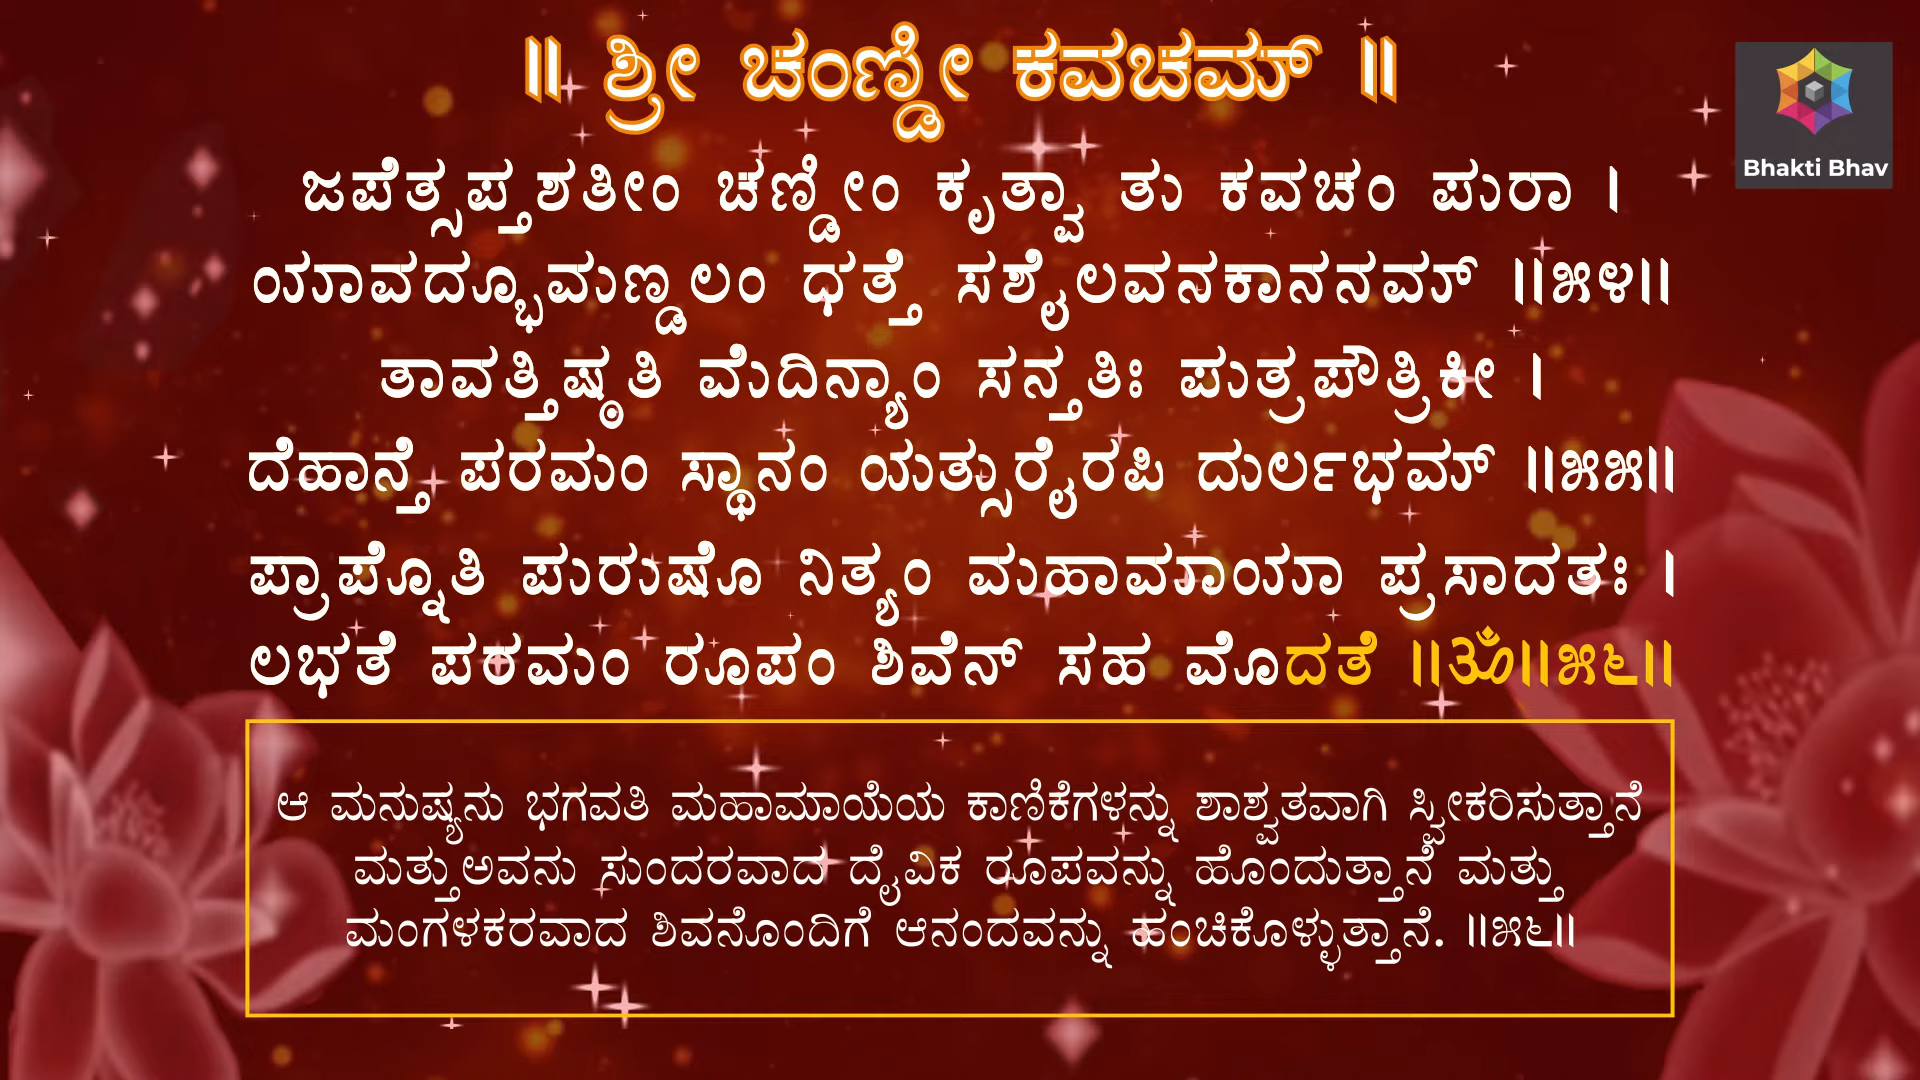 ॥ ಶ್ರೀ ಚಂಣ್ಡೀ ಕವಚಮ್ ॥
Bhakti Bhav
ಜಪೆತ್ಸಪ್ತಶತೀಂ ಚಣ್ಡೀಂ ಕೃತ್ವಾ ತು ಕವಚಂ ಪುರಾ ।
ಯಾವದ್ಭೂಮಣ್ಡಲಂ ಧತ್ತೆ ಸಶೈಲವನಕಾನನಮ್ ॥೫೪॥
ತಾವತ್ತಿಷ್ಠತಿ ಮೆದಿನ್ಯಾಂ ಸನ್ತತಿಃ ಪುತ್ರಪೌತ್ರಿಕೀ ।
ದೆಹಾನ್ತೆ ಪರಮಂ ಸ್ಥಾನಂ ಯತ್ಸುರೈರಪಿ ದುರ್ಲಭಮ್ ॥೫೫॥
ಪ್ರಾಪ್ನೊತಿ ಪುರುಷೊ ನಿತ್ಯಂ ಮಹಾಮಾಯಾ ಪ್ರಸಾದತಃ ।
ಲಭತೆ ಪರಮಂ ರೂಪಂ ಶಿವೆನ್ ಸಹ ಮೊದತೆ ॥ॐ॥೫೬॥
ಆ ಮನುಷ್ಯನು ಭಗವತಿ ಮಹಾಮಾಯೆಯ ಕಾಣಿಕೆಗಳನ್ನು ಶಾಶ್ವತವಾಗಿ ಸ್ವೀಕರಿಸುತ್ತಾನೆ
ಮತ್ತು ಅವನು ಸುಂದರವಾದ ದೈವಿಕ ರೂಪವನ್ನು ಹೊಂದುತ್ತಾನೆ ಮತ್ತು
ಮಂಗಳಕರವಾದ ಶಿವನೊಂದಿಗೆ ಆನಂದವನ್ನು ಹಂಚಿಕೊಳ್ಳುತ್ತಾನೆ. ॥೫೬॥